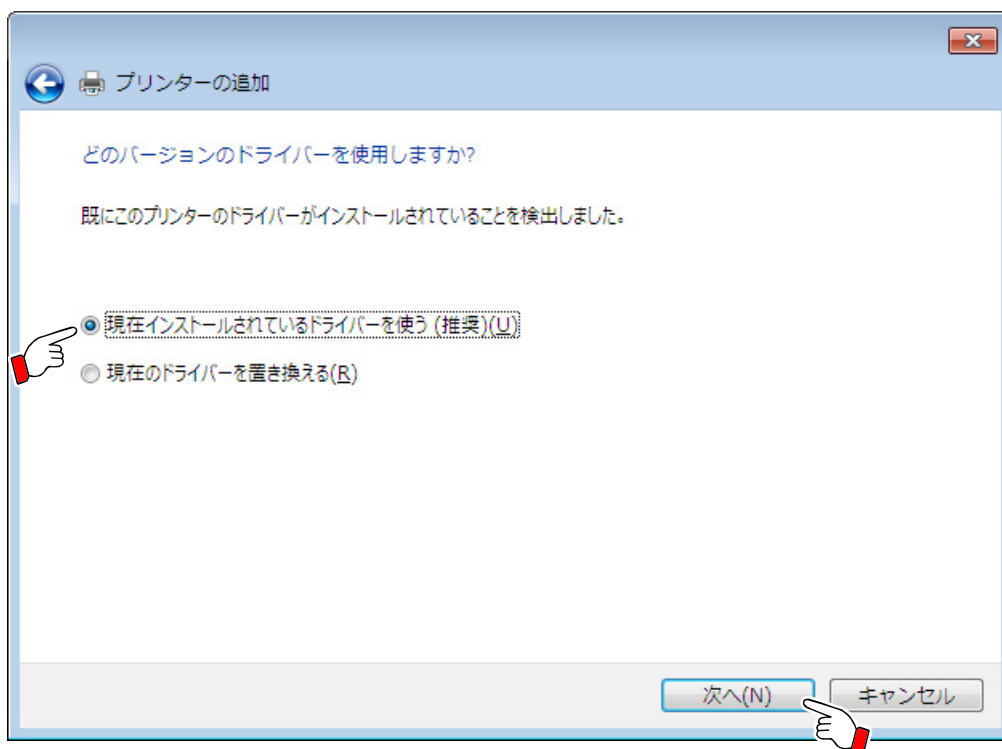 プリンターの追加
どのバージョンのドライバーを使用しますか?
既にこのプリンターのドライバーがインストールされていることを検出しました。
現在インストールされているドライバーを使う (推奨)(U)
現在のドライバーを置き換える(R)
次へ(N)
キャンセル